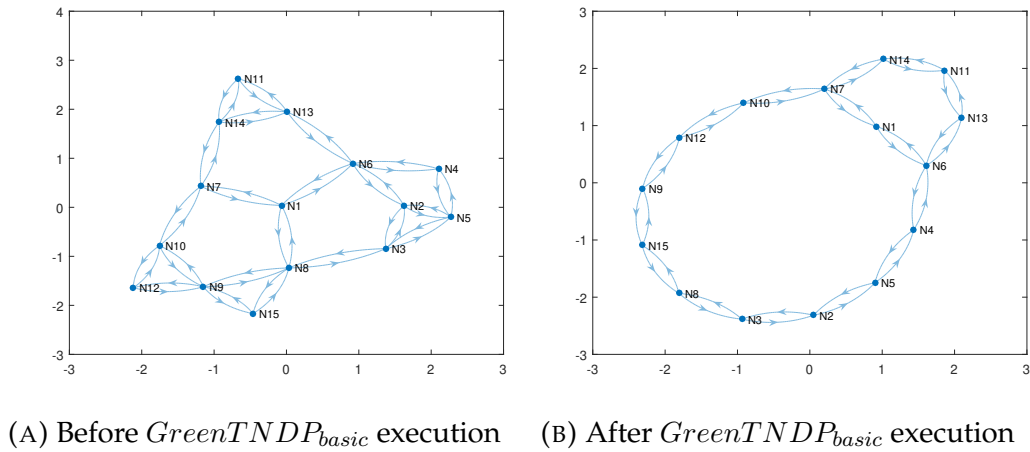 4
3
2
1
0
-1
-2
-3
-3
-2
-1
0
1
2
3
N11
N13
N14
N6
N4
N7
N1
N2
N5
N3
N10
N8
N12
N9
N15
3
2
1
0
-1
-2
-3
-3
-2
-1
0
1
2
3
N14
N11
N7
N10
N13
N1
N12
N6
N9
N4
N15
N5
N8
N3
N2
(A) Before GreenTNDPbasic execution
(B) After GreenTNDPbasic execution